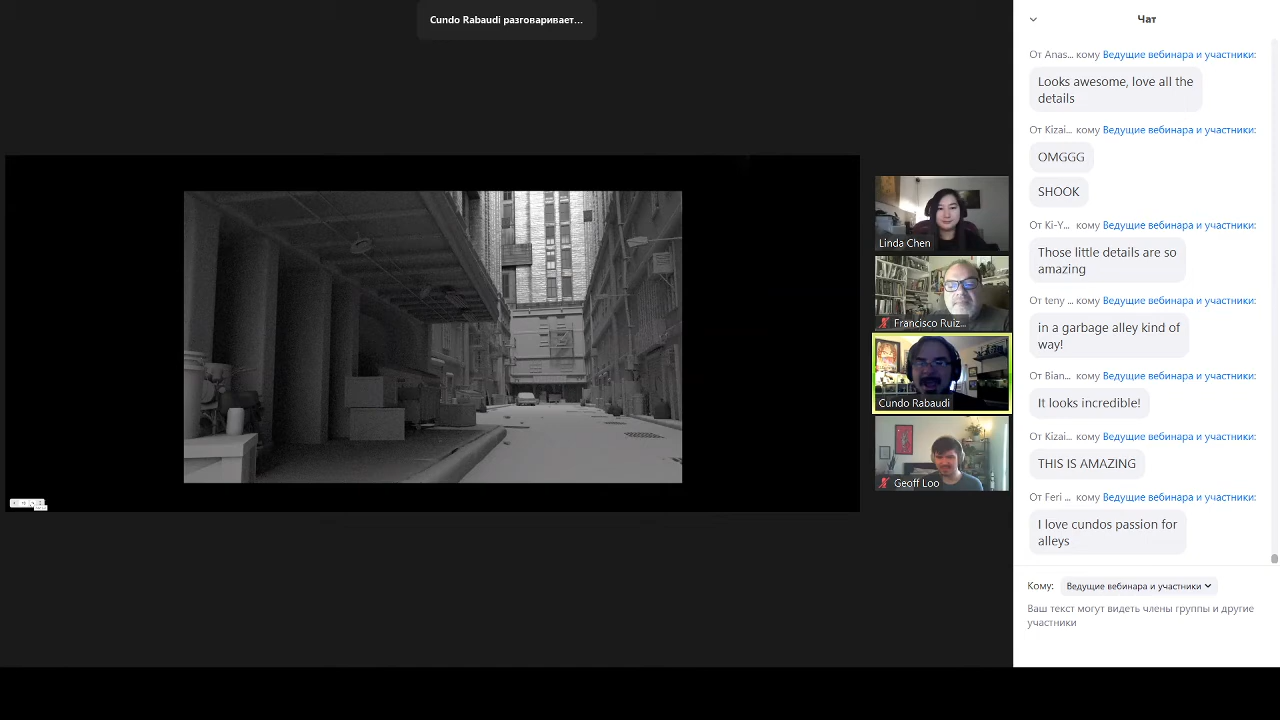 Cundo Rabaudi разговаривает...
Linda Chen
Francisco Ruiz...
Cundo Rabaudi
Geoff Loo
Чат
От Anas... кому Ведущие вебинара и участники:
Looks awesome, love all the
details
От Kizai... кому Ведущие вебинара и участники:
OMGGG
SHOOK
От Ki-Y... кому Ведущие вебинара и участники:
Those little details are so
amazing
От teny ... кому Ведущие вебинара и участники:
in a garbage alley kind of
way!
От Bian... кому Ведущие вебинара и участники:
It looks incredible!
От Kizai... кому Ведущие вебинара и участники:
THIS IS AMAZING
От Feri ... кому Ведущие вебинара и участники:
I love cundos passion for
alleys
Кому: Ведущие вебинара и участники
Ваш текст могут видеть члены группы и другие
участники